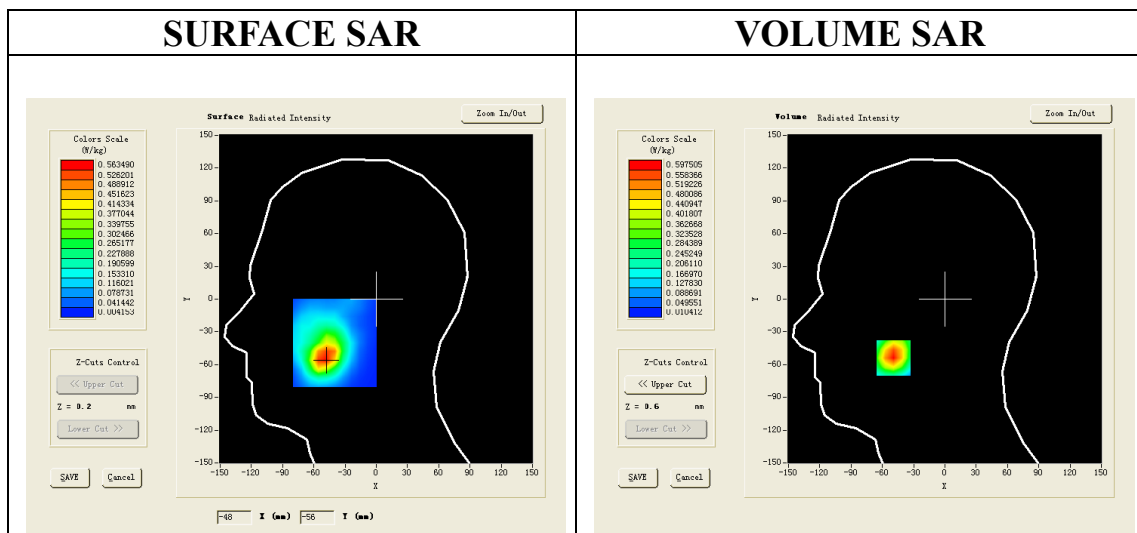 SURFACE SAR
VOLUME SAR
Surface Radiated Intensity
Zoom In/Out
Colors Scale
(W/kg)
0.563490
0.526201
0.488912
0.451623
0.414334
0.377044
0.339755
0.302466
0.265177
0.227888
0.190599
0.153310
0.116021
0.078731
0.041442
0.004153
Z-Cuts Control
<< Upper Cut
Z = 0.2 mm
Lower Cut >>
SAVE Cancel
150
120
90
60
30
0
-30
-60
-90
-120
-150
Y
-150 -120 -90 -60 -30 0 30 60 90 120 150
X
-48 X (mm) -56 Y (mm)
Volume Radiated Intensity
Zoom In/Out
Colors Scale
(W/kg)
0.597505
0.558366
0.519226
0.480086
0.440947
0.401807
0.362668
0.323528
0.284389
0.245249
0.206110
0.166970
0.127830
0.088691
0.049551
0.010412
Z-Cuts Control
<< Upper Cut
Z = 0.6 mm
Lower Cut >>
SAVE Cancel
150
120
90
60
30
0
-30
-60
-90
-120
-150
Y
-150 -120 -90 -60 -30 0 30 60 90 120 150
X